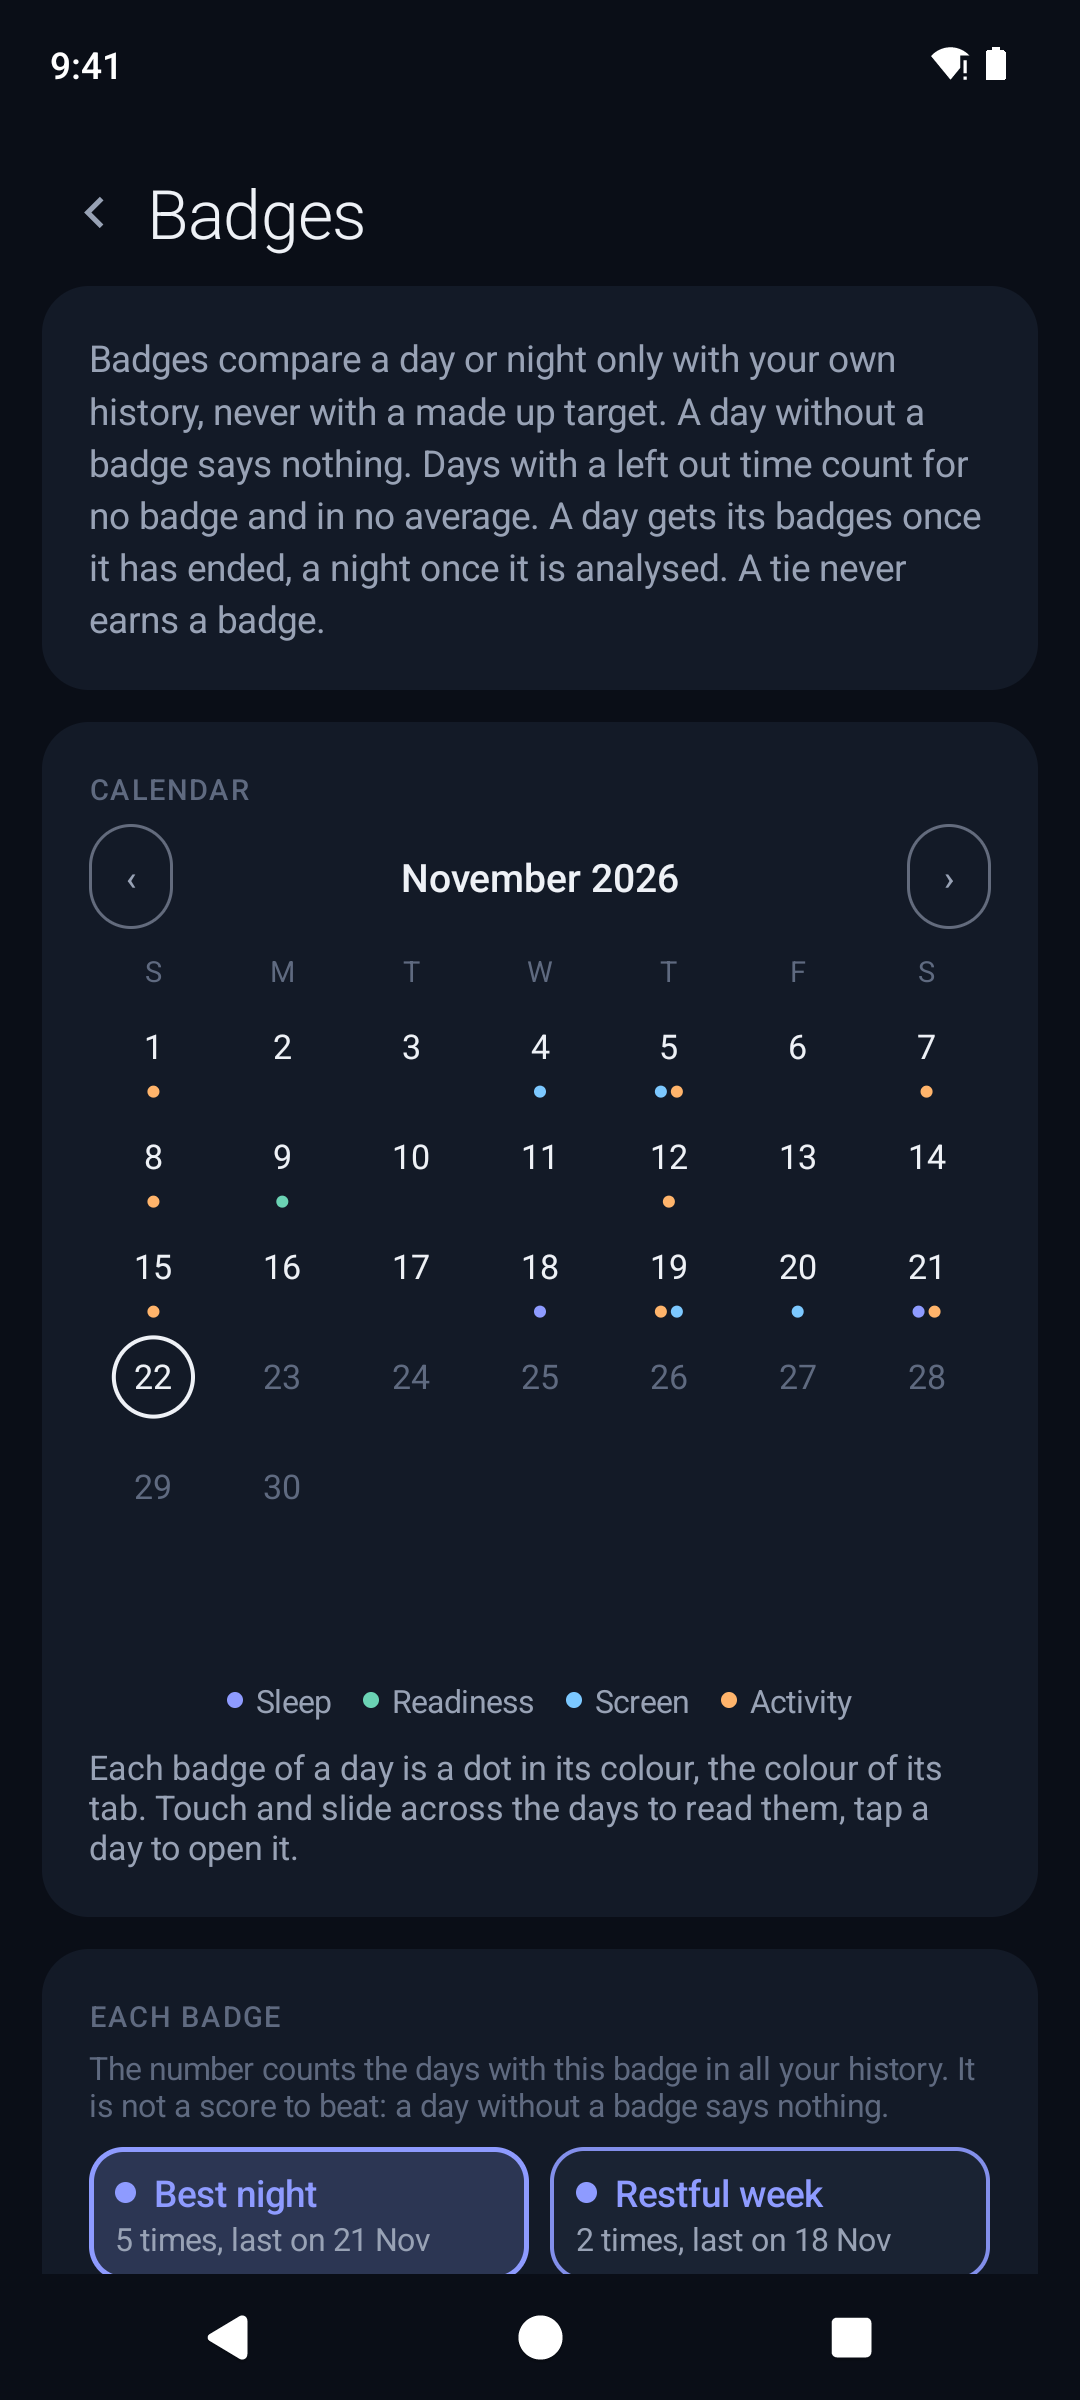 9:41
Badges
Badges compare a day or night only with your own
history, never with a made up target. A day without a
badge says nothing. Days with a left out time count for
no badge and in no average. A day gets its badges once
it has ended, a night once it is analysed. A tie never
earns a badge.
CALENDAR
‹ November 2026 ›
S M T W T F S
1 2 3 4 5 6 7
8 9 10 11 12 13 14
15 16 17 18 19 20 21
22 23 24 25 26 27 28
29 30
Sleep Readiness Screen Activity
Each badge of a day is a dot in its colour, the colour of its
tab. Touch and slide across the days to read them, tap a
day to open it.
EACH BADGE
The number counts the days with this badge in all your history. It
is not a score to beat: a day without a badge says nothing.
Best night Restful week
5 times, last on 21 Nov 2 times, last on 18 Nov